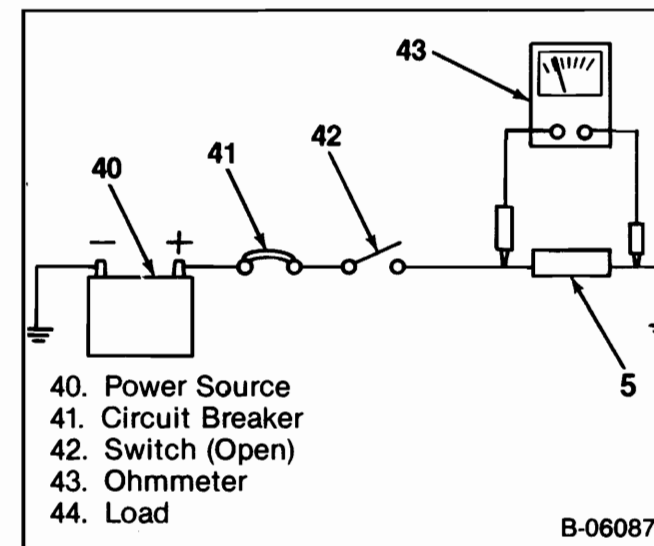 43
42
41
40
− +
5
40. Power Source
41. Circuit Breaker
42. Switch (Open)
43. Ohmmeter
44. Load
B-06087